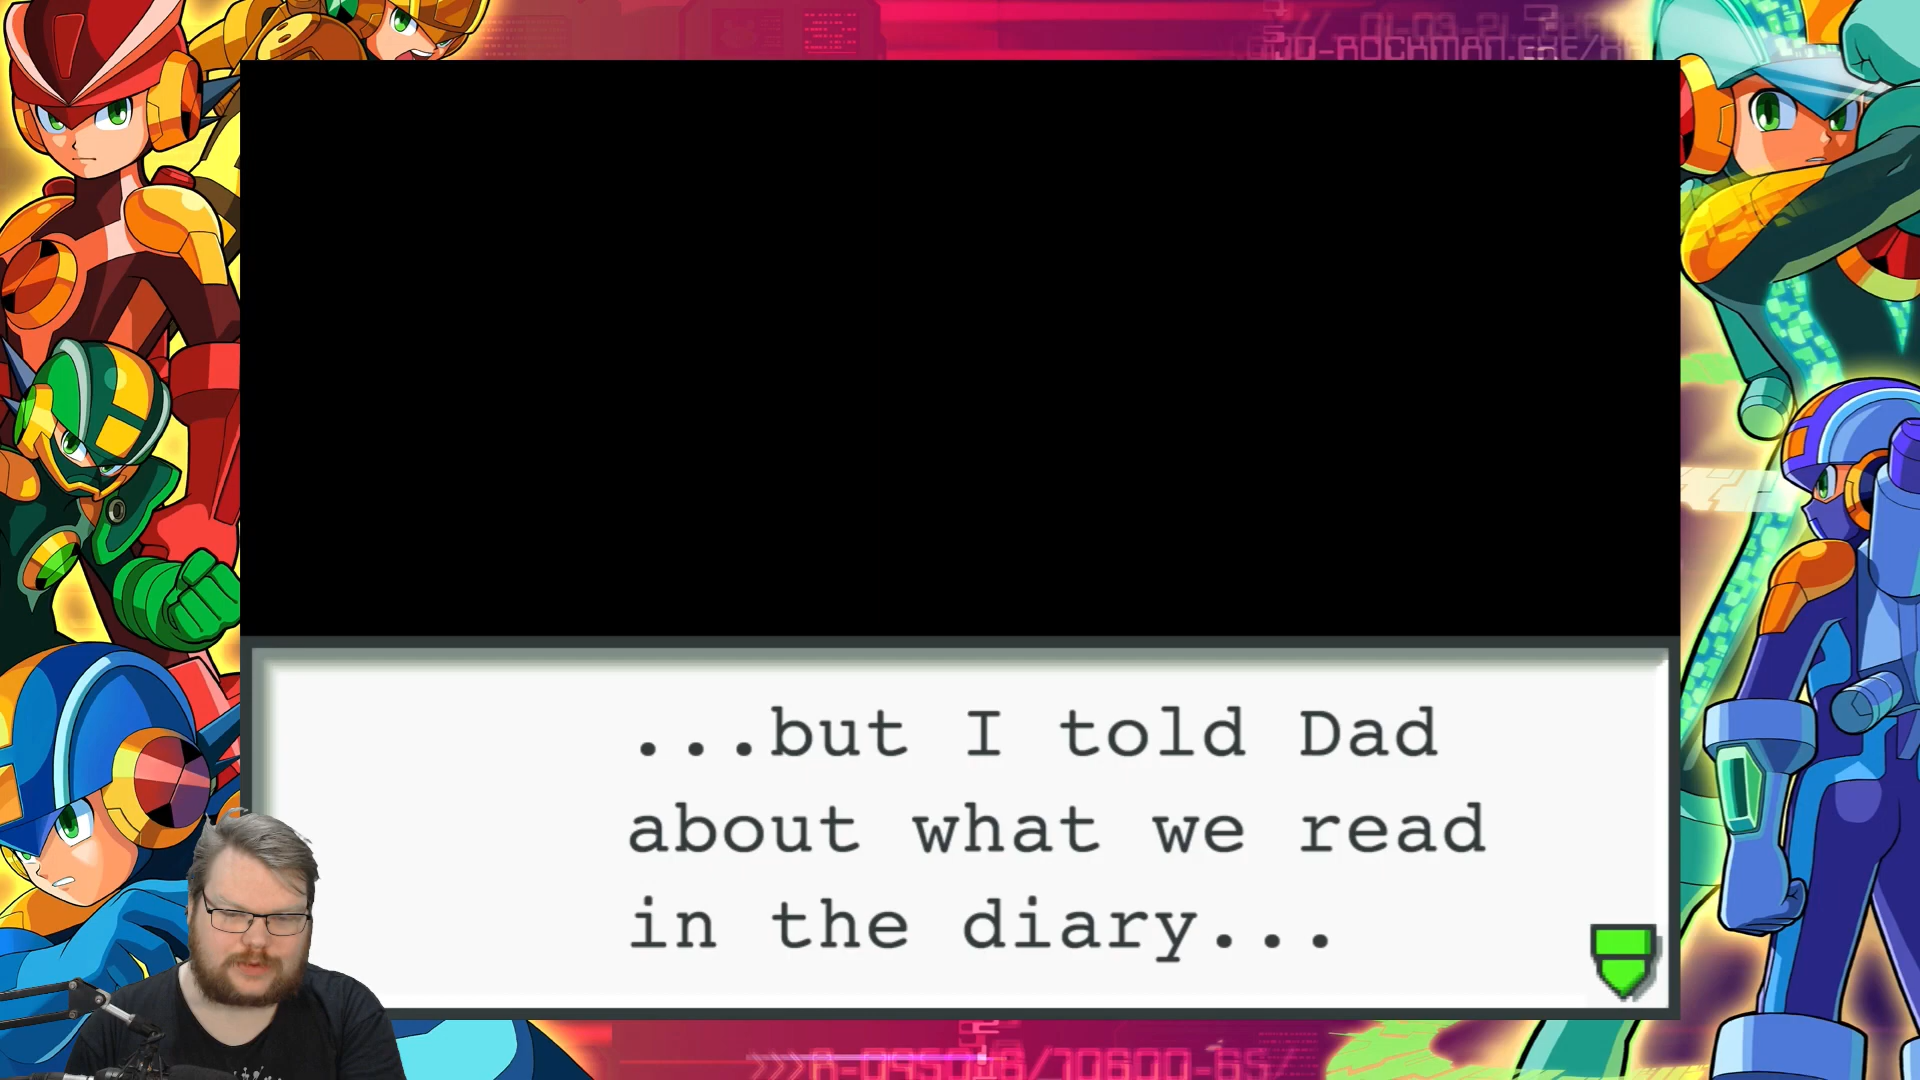 ...but I told Dad
about what we read
in the diary...